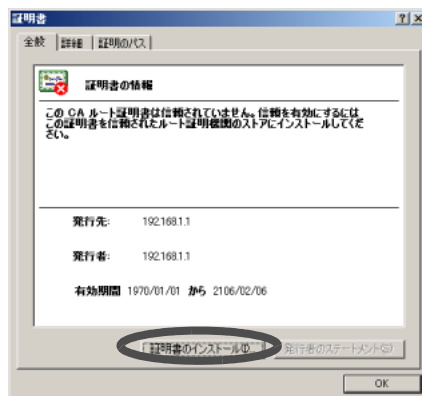 証明書
全般
詳細
証明のパス
証明書の情報
この CA ルート証明書は信頼されていません。信頼を有効にするには
この証明書を信頼されたルート証明機関のストアにインストールしてくだ
さい。
発行先: 192.168.1.1
発行者: 192.168.1.1
有効期間 1970/01/01 から 2106/02/06
証明書のインストール(I)
発行者のステートメント(S)
OK